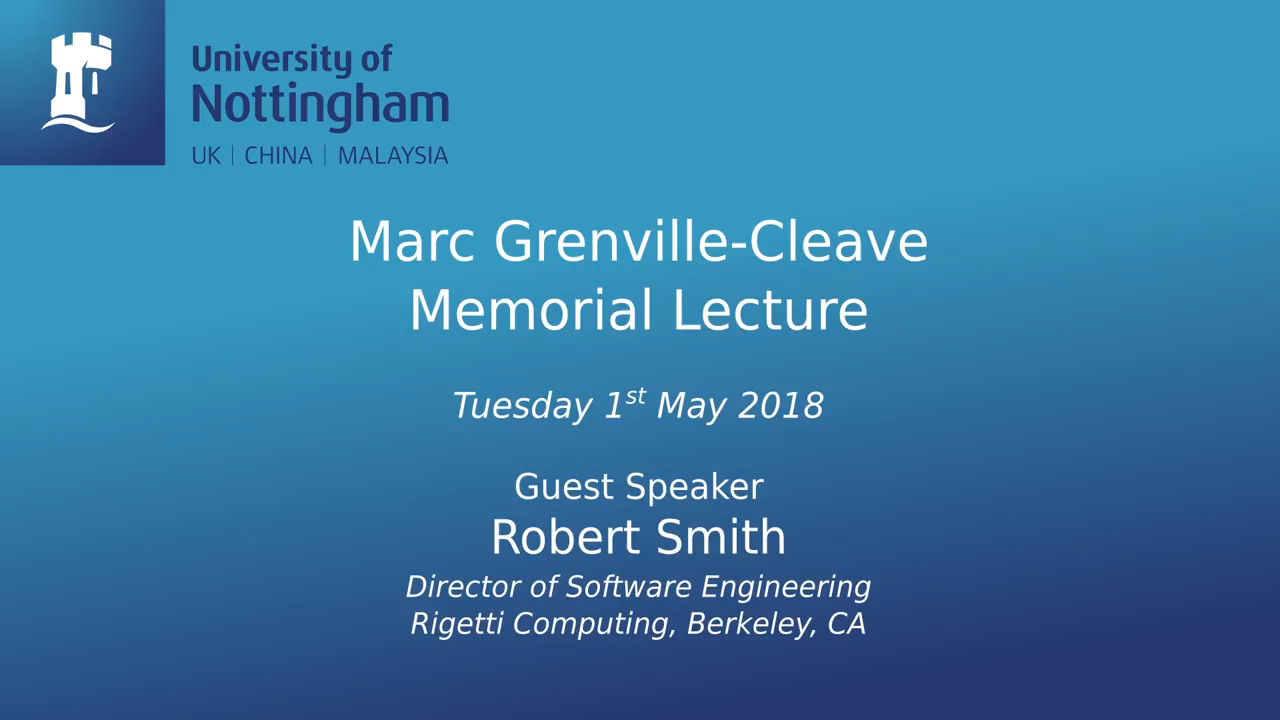 University of
Nottingham
UK | CHINA | MALAYSIA
Marc Grenville-Cleave
Memorial Lecture
Tuesday 1st May 2018
Guest Speaker
Robert Smith
Director of Software Engineering
Rigetti Computing, Berkeley, CA